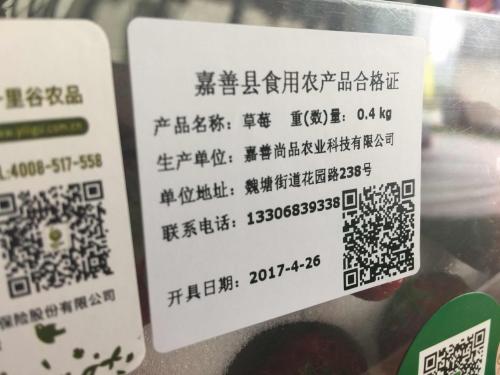 里谷农品
www.yiligu.com.cn
L:4008-517-558
保险股份有限公司
嘉善县食用农产品合格证
产品名称：草莓 重(数)量：0.4 kg
生产单位：嘉善尚品农业科技有限公司
单位地址：魏塘街道花园路238号
联系电话：13306839338
开具日期：2017-4-26